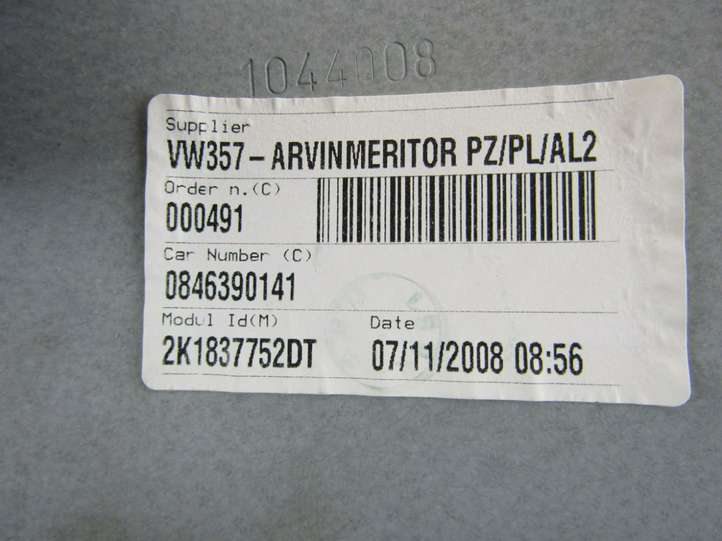 1044008
Supplier
VW357-ARVINMERITOR PZ/PL/AL2
Order n.(C)
000491
Car Number (C)
0846390141
Modul Id(M) Date
2K1837752DT 07/11/2008 08:56